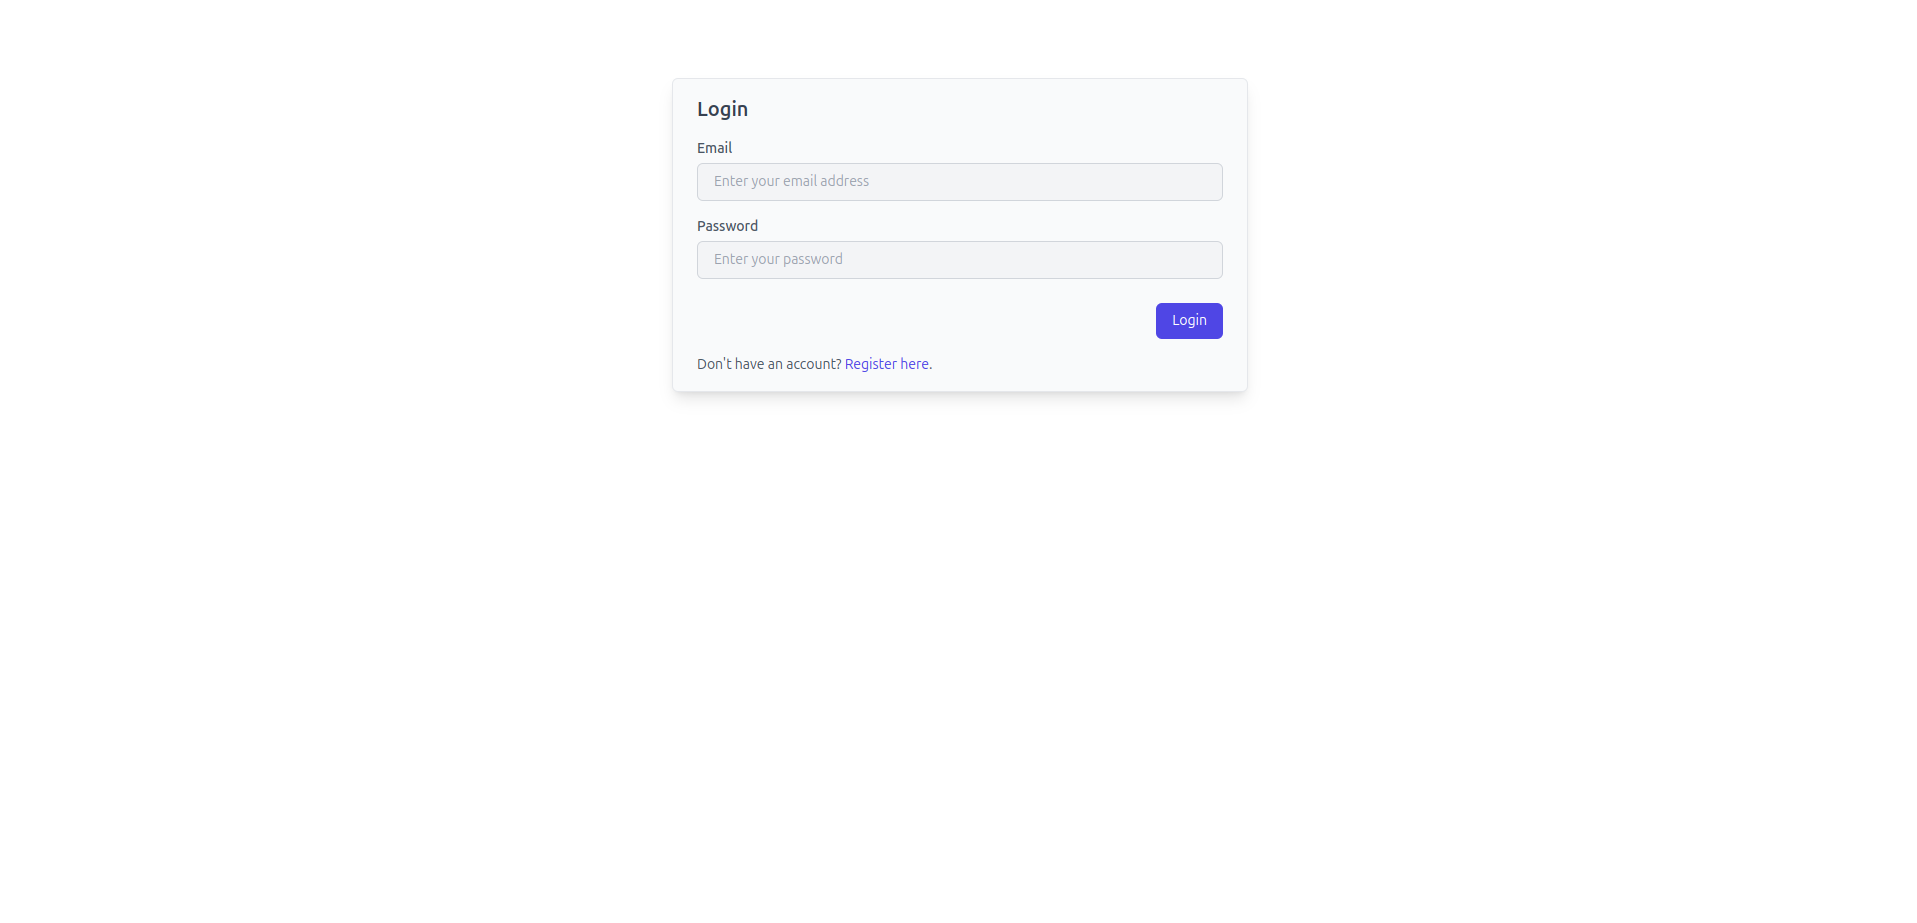 Login
Email
Enter your email address
Password
Enter your password
Login
Don't have an account? Register here.